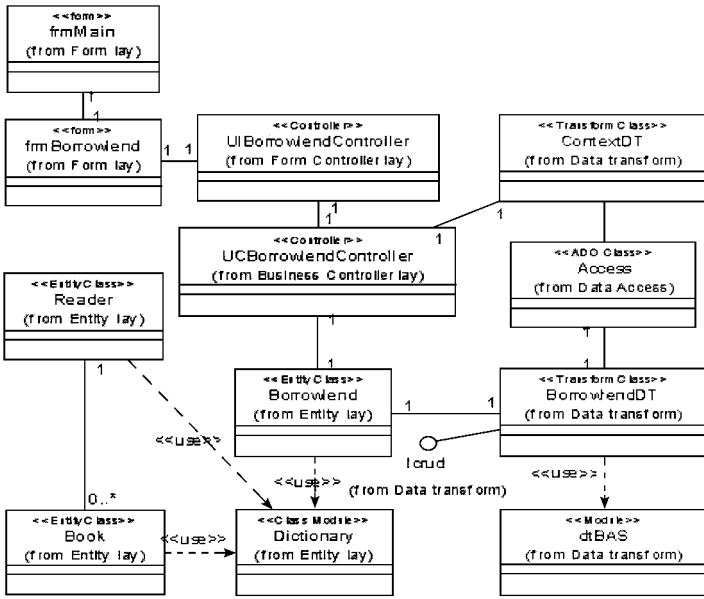 <<form>>
frmMain
(from Form lay)
1
1
<<form>>
frmBorrowlend
(from Form lay)
1
1
<<Controller>>
UIBorrowlendController
(from Form Controller lay)
<<Transform Class>>
ContextDT
(from Data transform)
1
1
1
1
<<Controller>>
UCBorrowlendController
(from Business Controller lay)
<<ADO Class>>
Access
(from Data Access)
<<EntityClass>>
Reader
(from Entity lay)
1
1
1
1
1
<<EntityClass>>
Borrowlend
(from Entity lay)
1
1
<<Transform Class>>
BorrowlendDT
(from Data transform)
<<use>>
Icrud
(from Data transform)
<<use>>
<<use>>
0..*
<<EntityClass>>
Book
(from Entity lay)
<<use>>
<<Class Module>>
Dictionary
(from Entity lay)
<<Module>>
dtBAS
(from Data transform)